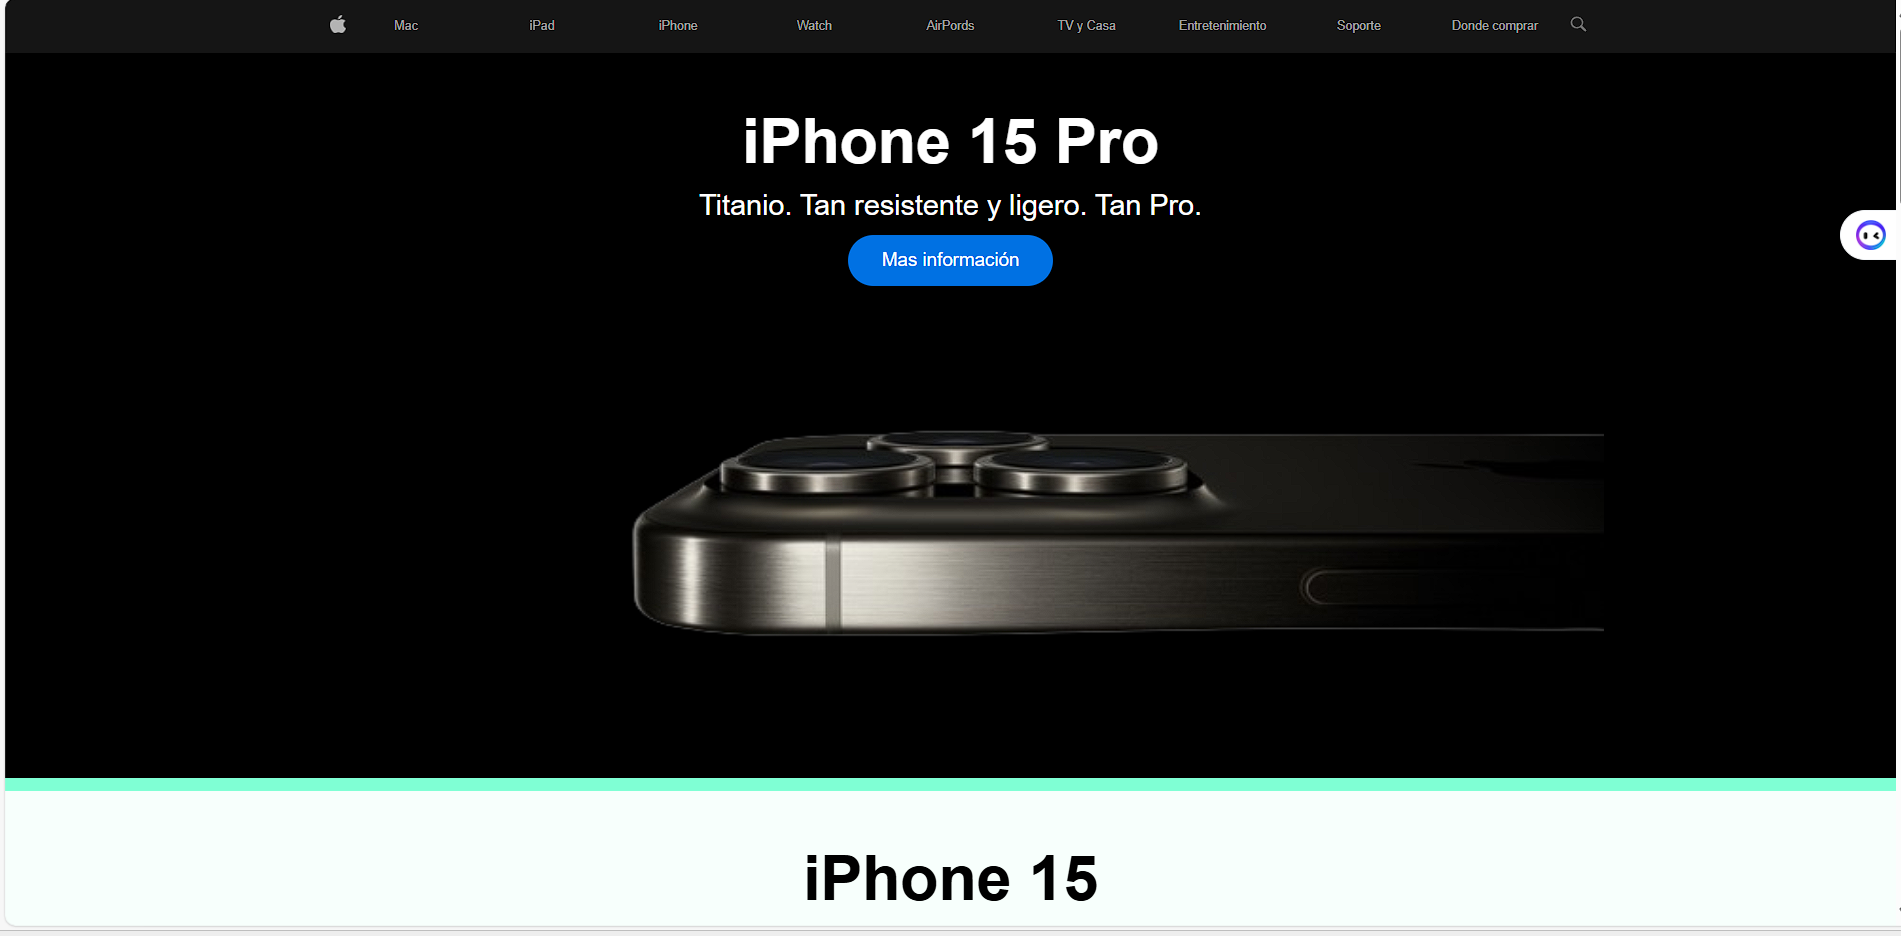 Mac iPad iPhone Watch AirPords TV y Casa Entretenimiento Soporte Donde comprar
iPhone 15 Pro
Titanio. Tan resistente y ligero. Tan Pro.
Mas información
iPhone 15